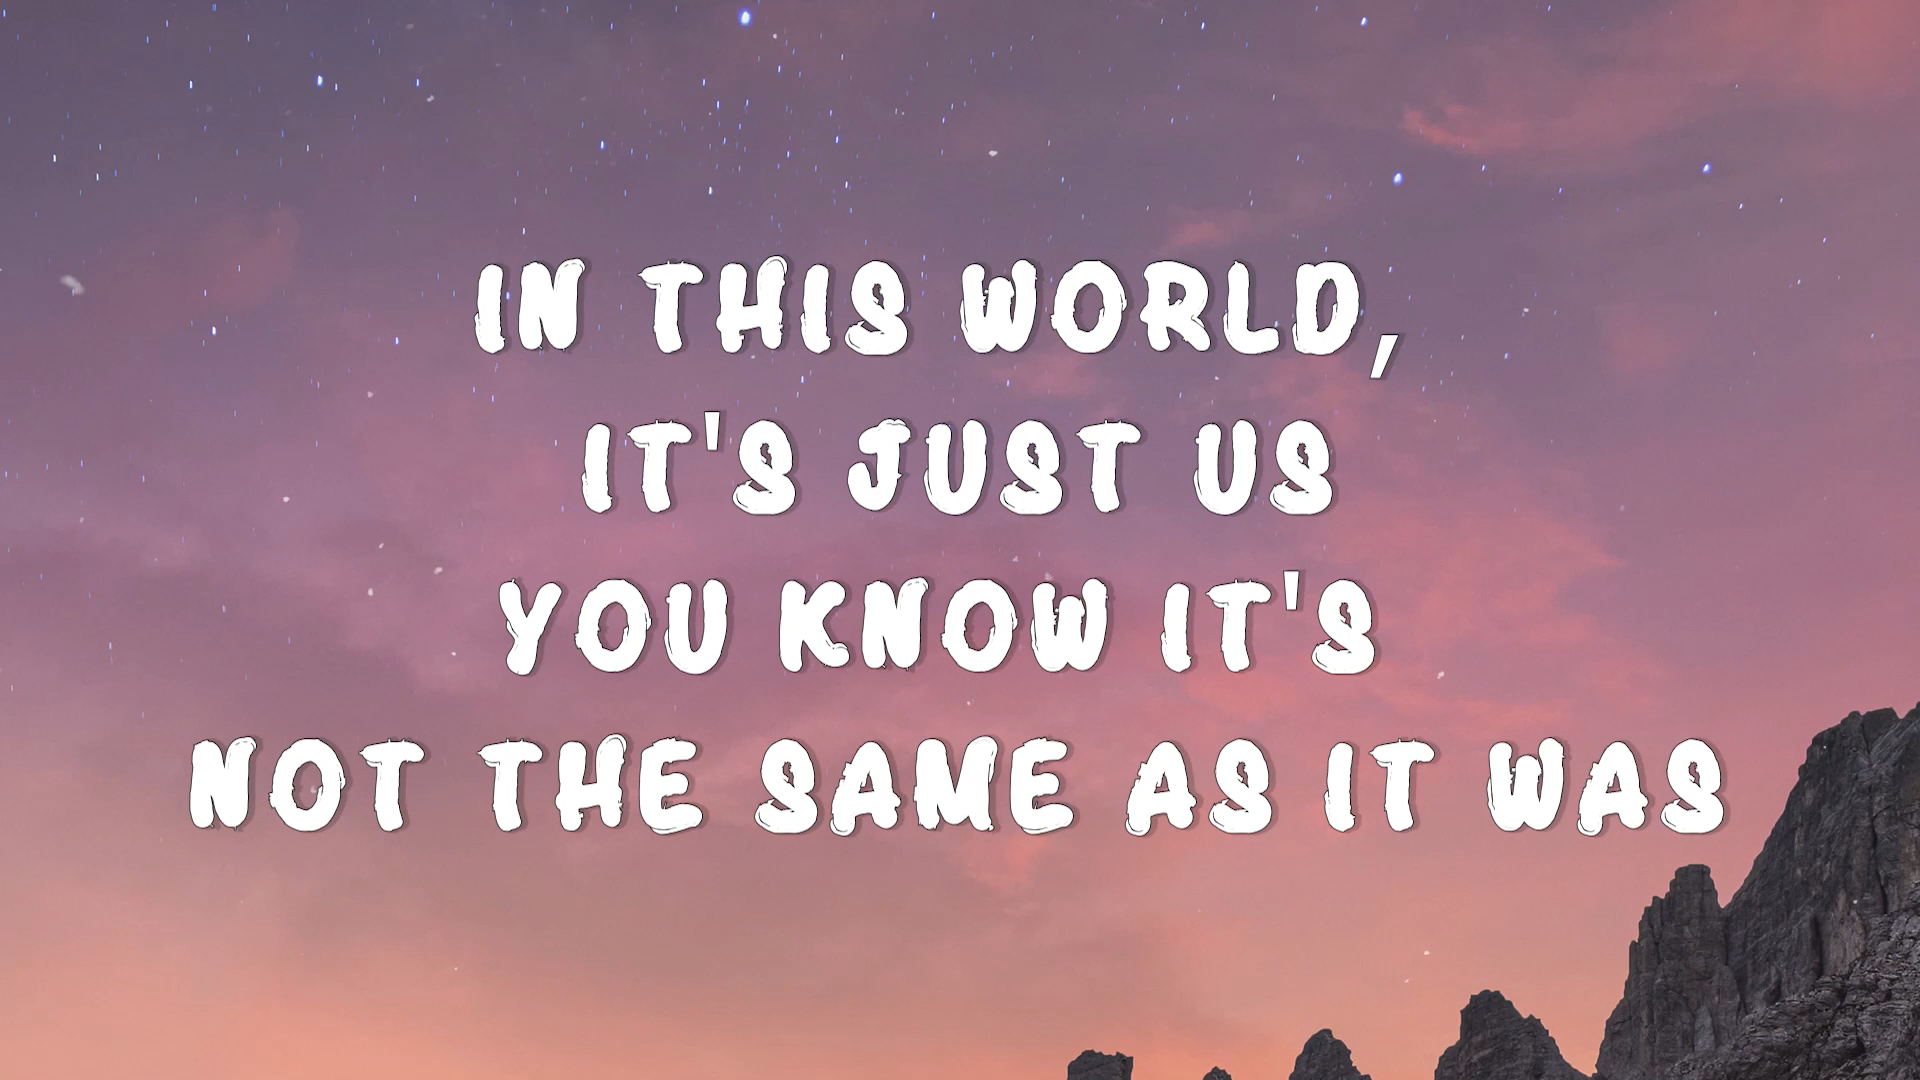 IN THIS WORLD,
IT'S JUST US
YOU KNOW IT'S
NOT THE SAME AS IT WAS